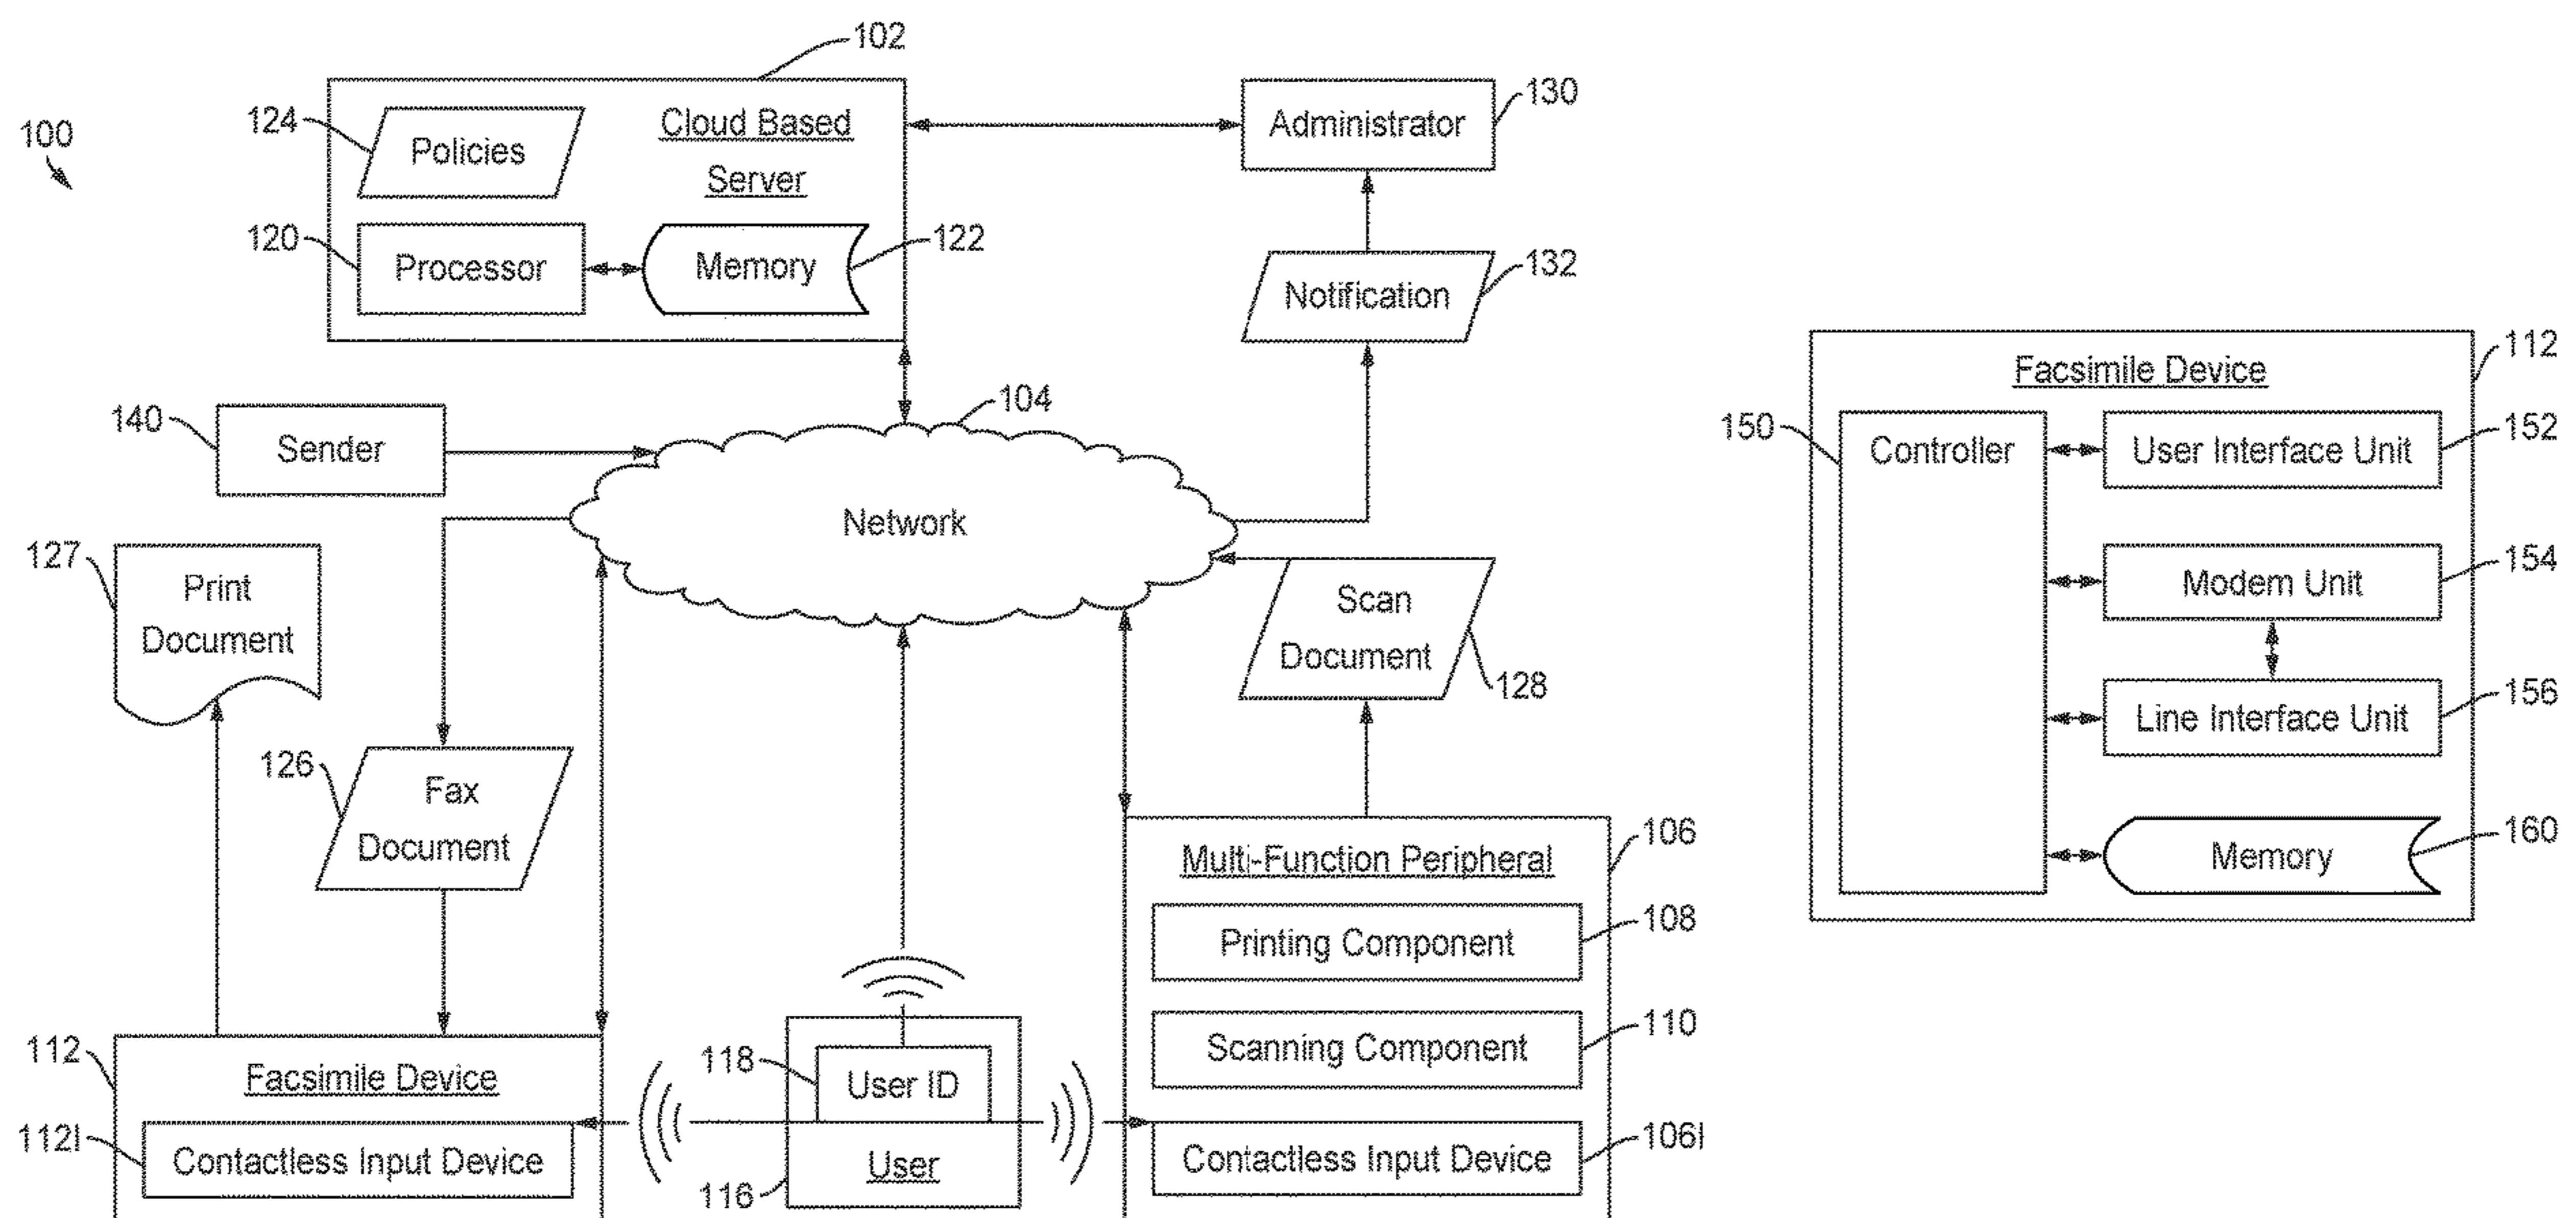 100
102
124
Policies
Cloud Based
Server
120
Processor
Memory
122
Administrator
130
Notification
132
140
Sender
104
Network
127
Print
Document
126
Fax
Document
Scan
Document
128
112
Facsimile Device
112I
Contactless Input Device
118
User ID
User
116
Multi-Function Peripheral
106
Printing Component
108
Scanning Component
110
Contactless Input Device
106I
Facsimile Device
112
150
Controller
User Interface Unit
152
Modem Unit
154
Line Interface Unit
156
Memory
160